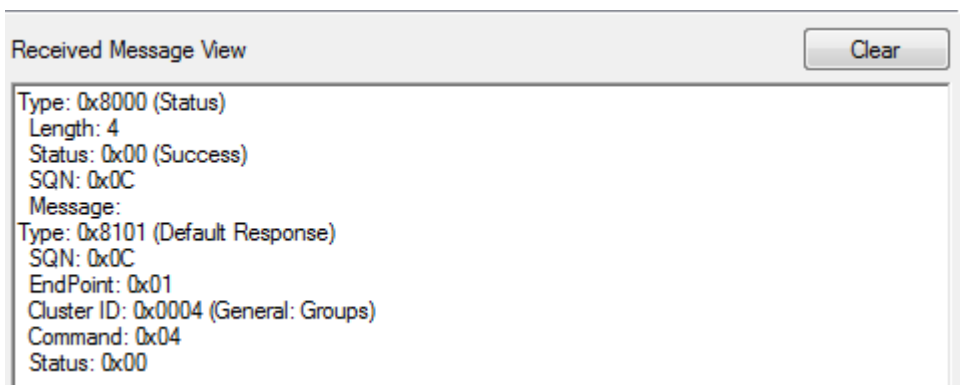 Received Message View
Clear
Type: 0x8000 (Status)
Length: 4
Status: 0x00 (Success)
SQN: 0x0C
Message:
Type: 0x8101 (Default Response)
SQN: 0x0C
EndPoint: 0x01
Cluster ID: 0x0004 (General: Groups)
Command: 0x04
Status: 0x00